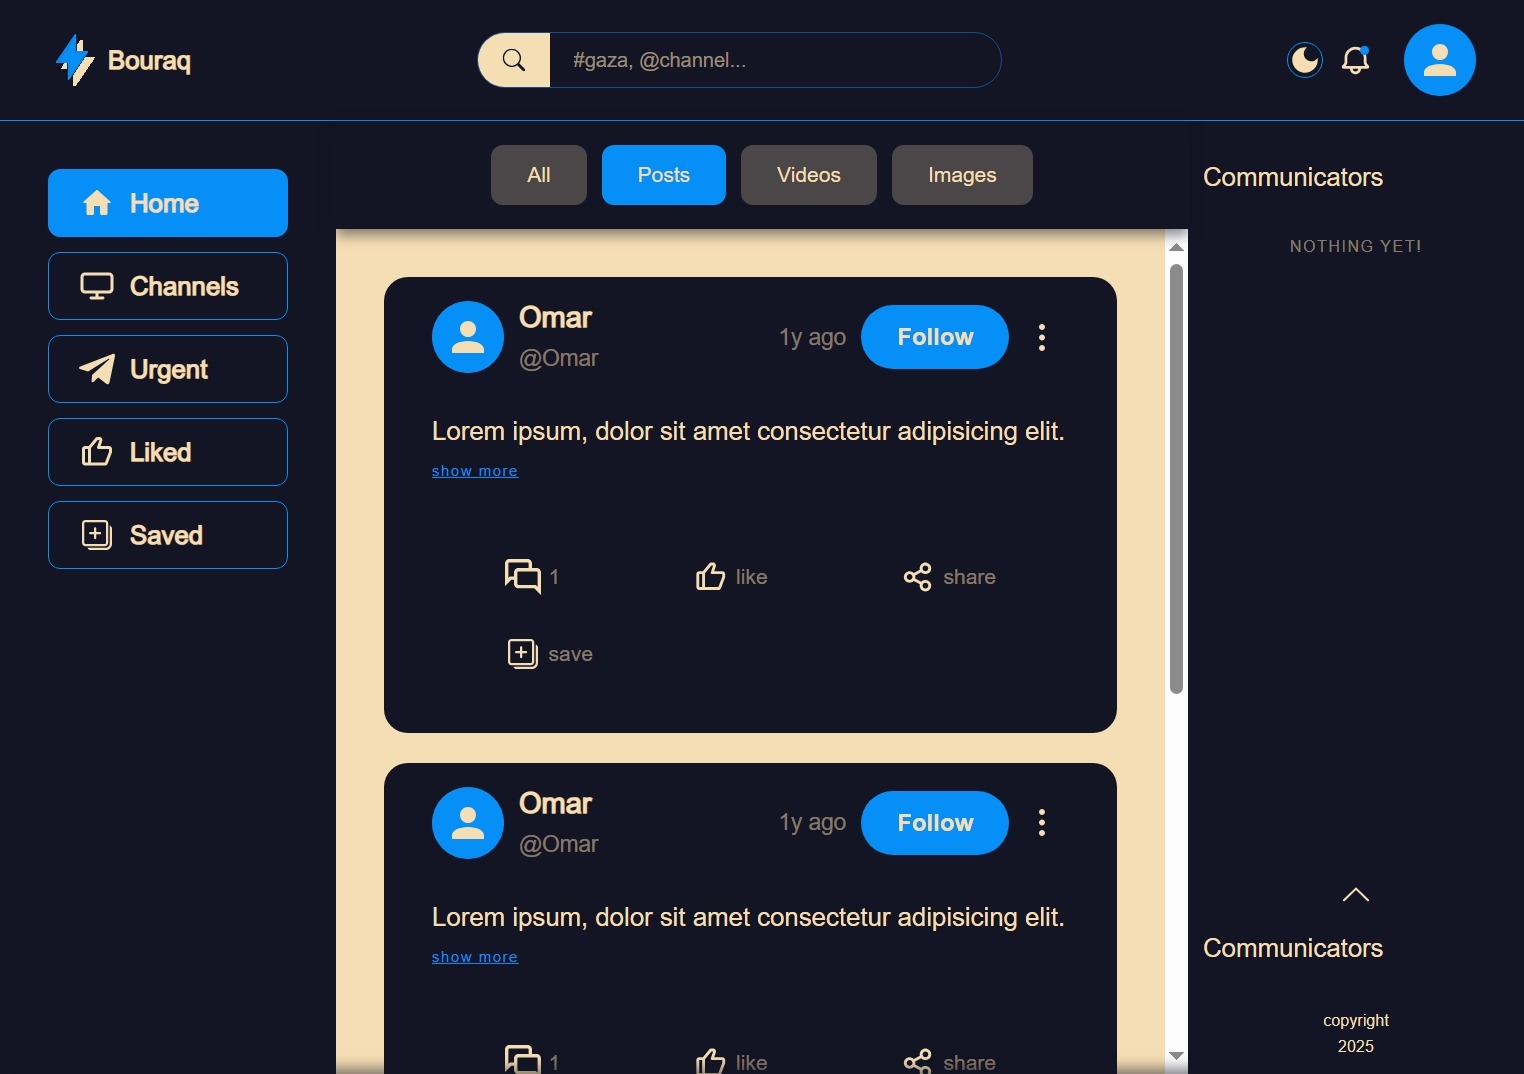 Bouraq
#gaza, @channel...
Home
Channels
Urgent
Liked
Saved
All
Posts
Videos
Images
Omar
@Omar
1y ago
Follow
Lorem ipsum, dolor sit amet consectetur adipisicing elit.
show more
1
like
share
save
Omar
@Omar
1y ago
Follow
Lorem ipsum, dolor sit amet consectetur adipisicing elit.
show more
1
like
share
Communicators
NOTHING YET!
Communicators
copyright
2025